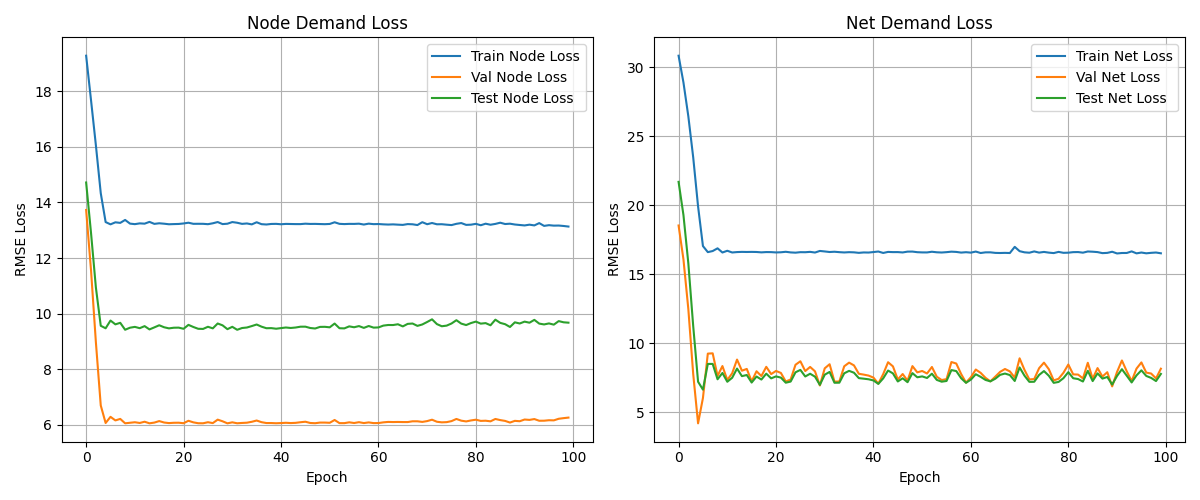 Node Demand Loss
Train Node Loss
Val Node Loss
Test Node Loss
18
16
14
12
10
8
6
RMSE Loss
0 20 40 60 80 100
Epoch
Net Demand Loss
Train Net Loss
Val Net Loss
Test Net Loss
30
25
20
15
10
5
RMSE Loss
0 20 40 60 80 100
Epoch